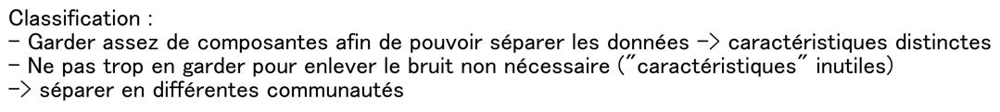 Classification :
- Garder assez de composantes afin de pouvoir séparer les données -> caractéristiques distinctes
- Ne pas trop en garder pour enlever le bruit non nécessaire ("caractéristiques" inutiles)
-> séparer en différentes communautés